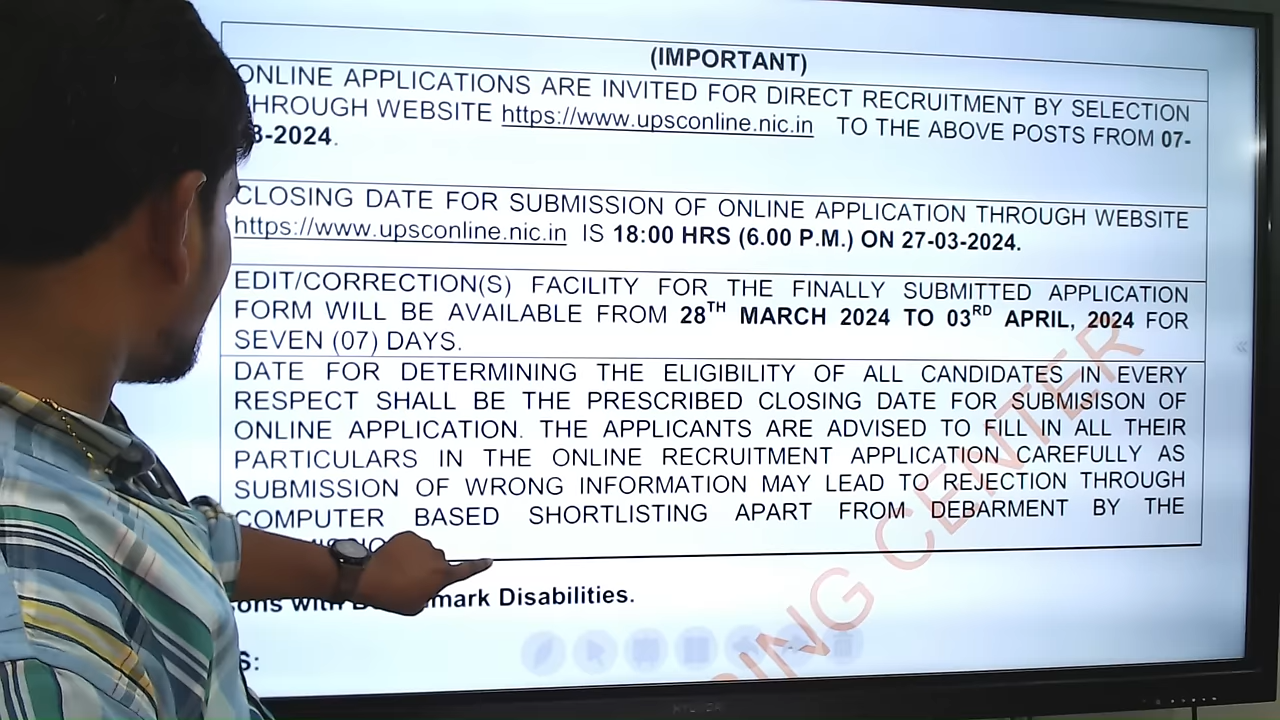 (IMPORTANT)
ONLINE APPLICATIONS ARE INVITED FOR DIRECT RECRUITMENT BY SELECTION
THROUGH WEBSITE https://www.upsconline.nic.in TO THE ABOVE POSTS FROM 07-
3-2024.
CLOSING DATE FOR SUBMISSION OF ONLINE APPLICATION THROUGH WEBSITE
https://www.upsconline.nic.in IS 18:00 HRS (6.00 P.M.) ON 27-03-2024.
EDIT/CORRECTION(S) FACILITY FOR THE FINALLY SUBMITTED APPLICATION
FORM WILL BE AVAILABLE FROM 28TH MARCH 2024 TO 03RD APRIL, 2024 FOR
SEVEN (07) DAYS.
DATE FOR DETERMINING THE ELIGIBILITY OF ALL CANDIDATES IN EVERY
RESPECT SHALL BE THE PRESCRIBED CLOSING DATE FOR SUBMISISON OF
ONLINE APPLICATION. THE APPLICANTS ARE ADVISED TO FILL IN ALL THEIR
PARTICULARS IN THE ONLINE RECRUITMENT APPLICATION CAREFULLY AS
SUBMISSION OF WRONG INFORMATION MAY LEAD TO REJECTION THROUGH
COMPUTER BASED SHORTLISTING APART FROM DEBARMENT BY THE
with Disabilities.
S:
CENTER